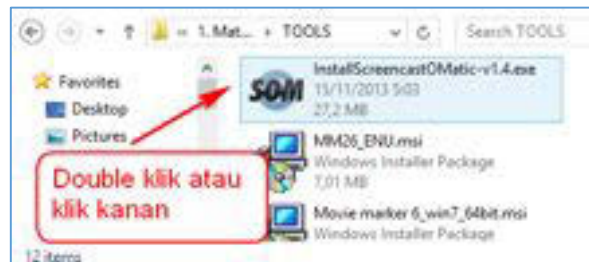 1. Mat... TOOLS
Search TOOLS
Favorites
Desktop
Pictures
SOM
InstallScreencastOMatic-v1.4.exe
15/11/2013 5:03
27,2 MB
MM26_ENU.msi
Windows Installer Package
7,01 MB
Movie marker 6_win7_64bit.msi
Windows Installer Package
Double klik atau
klik kanan
12 items